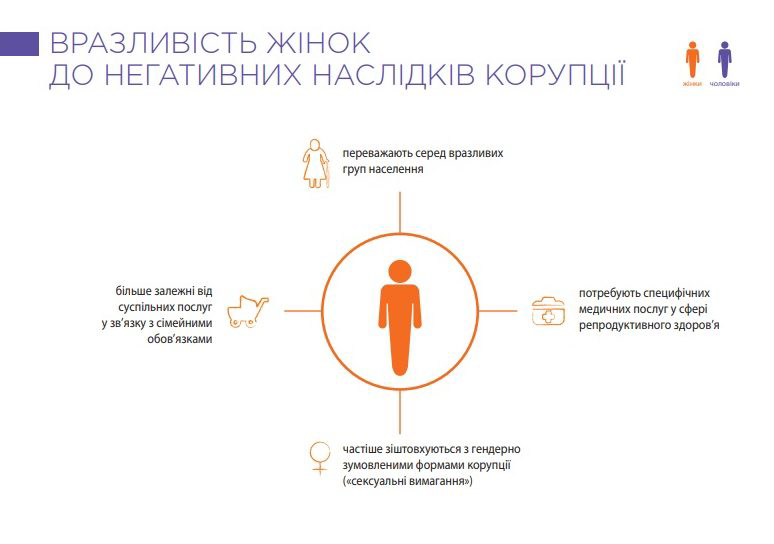 ВРАЗЛИВІСТЬ ЖІНОК
ДО НЕГАТИВНИХ НАСЛІДКІВ КОРУПЦІЇ
жінки
чоловіки
переважають серед вразливих
груп населення
більше залежні від
суспільних послуг
у зв’язку з сімейними
обов’язками
потребують специфічних
медичних послуг у сфері
репродуктивного здоров’я
частіше зіштовхуються з гендерно
зумовленими формами корупції
(«сексуальні вимагання»)